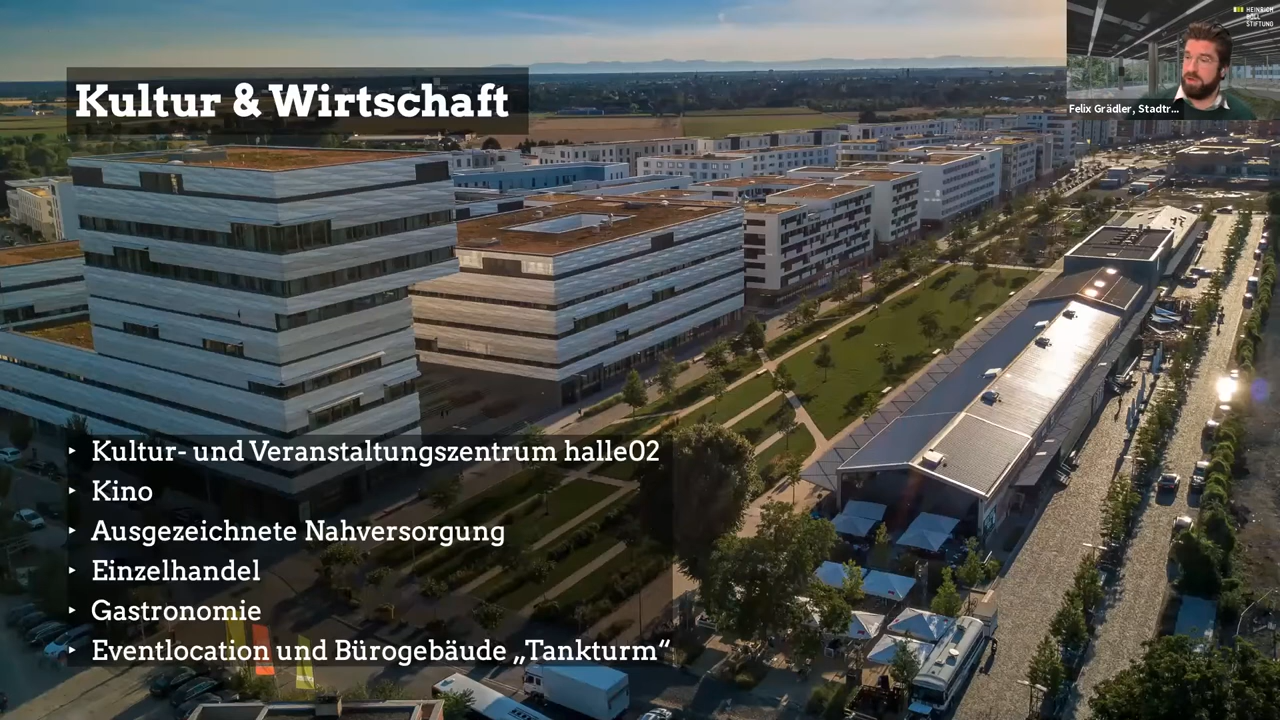 HEINRICH
BÖLL
STIFTUNG
Kultur & Wirtschaft
Felix Grädler, Stadtr...
‣ Kultur- und Veranstaltungszentrum halle02
‣ Kino
‣ Ausgezeichnete Nahversorgung
‣ Einzelhandel
‣ Gastronomie
‣ Eventlocation und Bürogebäude „Tankturm“